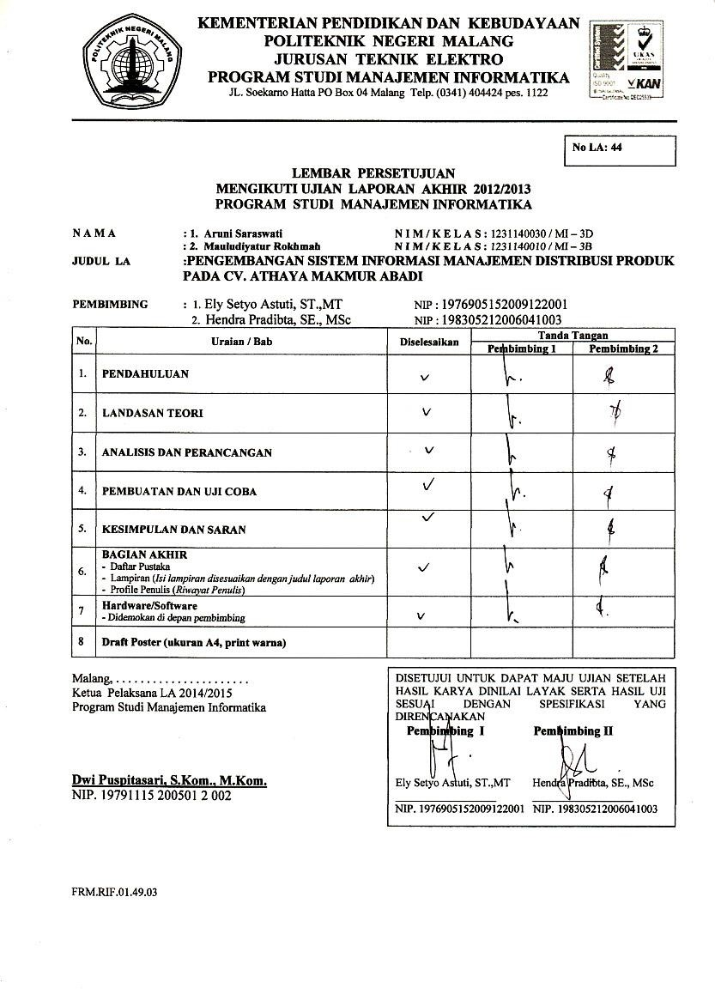 POLITEKNIK NEGERI MALANG
KEMENTERIAN PENDIDIKAN DAN KEBUDAYAAN
POLITEKNIK NEGERI MALANG
JURUSAN TEKNIK ELEKTRO
PROGRAM STUDI MANAJEMEN INFORMATIKA
JL. Soekarno Hatta PO Box 04 Malang Telp. (0341) 404424 pes. 1122
UKAS
ISO 9001
KAN
No LA: 44
LEMBAR PERSETUJUAN
MENGIKUTI UJIAN LAPORAN AKHIR 2012/2013
PROGRAM STUDI MANAJEMEN INFORMATIKA
N A M A : 1. Aruni Saraswati N I M / K E L A S : 1231140030 / MI – 3D
: 2. Mauludiyatur Rokhmah N I M / K E L A S : 1231140010 / MI – 3B
JUDUL LA :PENGEMBANGAN SISTEM INFORMASI MANAJEMEN DISTRIBUSI PRODUK
PADA CV. ATHAYA MAKMUR ABADI
PEMBIMBING : 1. Ely Setyo Astuti, ST.,MT NIP : 197690515200912​2001
2. Hendra Pradibta, SE., MSc NIP : 198305212006041003
No. Uraian / Bab Diselesaikan Tanda Tangan
Pembimbing 1 Pembimbing 2
1. PENDAHULUAN
2. LANDASAN TEORI
3. ANALISIS DAN PERANCANGAN
4. PEMBUATAN DAN UJI COBA
5. KESIMPULAN DAN SARAN
6. BAGIAN AKHIR
- Daftar Pustaka
- Lampiran (Isi lampiran disesuaikan dengan judul laporan akhir)
- Profile Penulis (Riwayat Penulis)
7 Hardware/Software
- Didemokan di depan pembimbing
8 Draft Poster (ukuran A4, print warna)
Malang, . . . . . . . . . . . . . . . . . . . . . .
Ketua Pelaksana LA 2014/2015
Program Studi Manajemen Informatika
Dwi Puspitasari, S.Kom., M.Kom.
NIP. 19791115 200501 2 002
DISETUJUI UNTUK DAPAT MAJU UJIAN SETELAH
HASIL KARYA DINILAI LAYAK SERTA HASIL UJI
SESUAI DENGAN SPESIFIKASI YANG
DIRENCANAKAN
Pembimbing I Pembimbing II
Ely Setyo Astuti, ST.,MT Hendra Pradibta, SE., MSc
NIP. 1976905152009122001 NIP. 198305212006041003
FRM.RIF.01.49.03